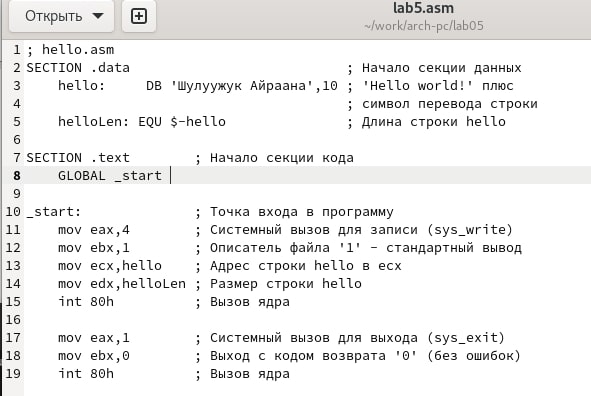 Открыть
lab5.asm
~/work/arch-pc/lab05
1 ; hello.asm
2 SECTION .data ; Начало секции данных
3 hello: DB 'Шулуужук Айраана',10 ; 'Hello world!' плюс
4 ; символ перевода строки
5 helloLen: EQU $-hello ; Длина строки hello
6
7 SECTION .text ; Начало секции кода
8 GLOBAL _start
9
10 _start: ; Точка входа в программу
11 mov eax,4 ; Системный вызов для записи (sys_write)
12 mov ebx,1 ; Описатель файла '1' - стандартный вывод
13 mov ecx,hello ; Адрес строки hello в ecx
14 mov edx,helloLen ; Размер строки hello
15 int 80h ; Вызов ядра
16
17 mov eax,1 ; Системный вызов для выхода (sys_exit)
18 mov ebx,0 ; Выход с кодом возврата '0' (без ошибок)
19 int 80h ; Вызов ядра